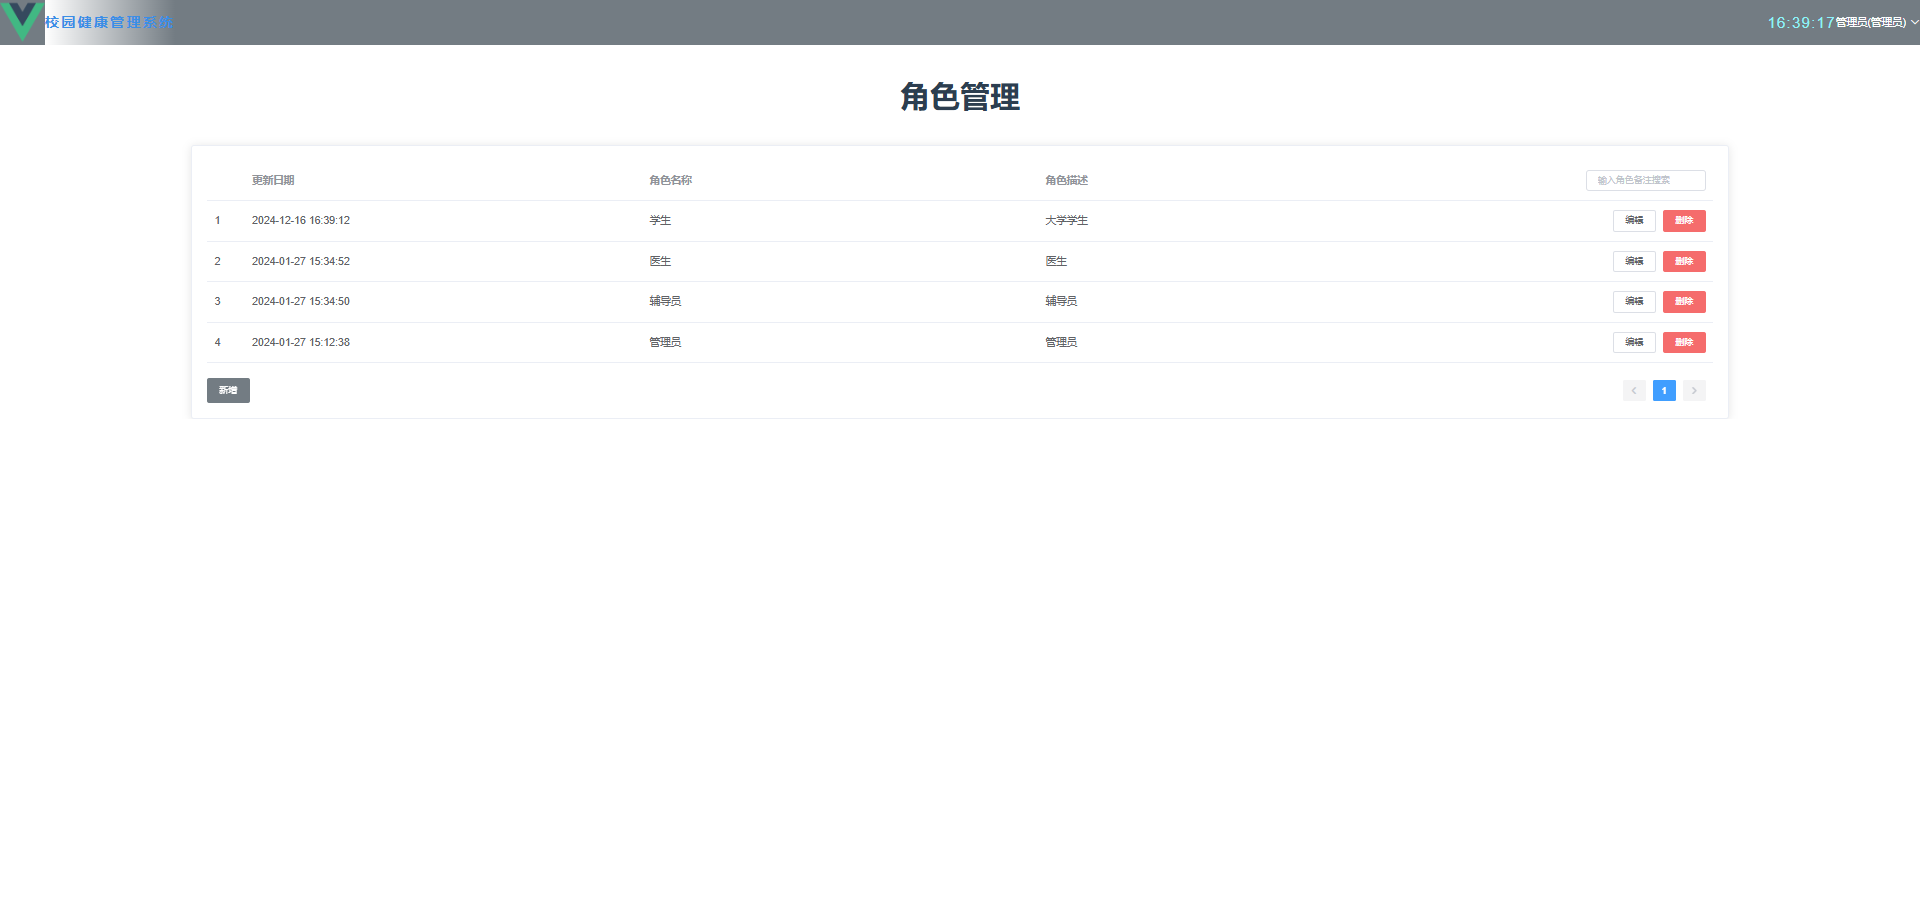 校园健康管理系统
16:39:17 管理员(管理员)
角色管理
更新日期 角色名称 角色描述 输入角色备注搜索
1 2024-12-16 16:39:12 学生 大学学生 编辑 删除
2 2024-01-27 15:34:52 医生 医生 编辑 删除
3 2024-01-27 15:34:50 辅导员 辅导员 编辑 删除
4 2024-01-27 15:12:38 管理员 管理员 编辑 删除
新增 1